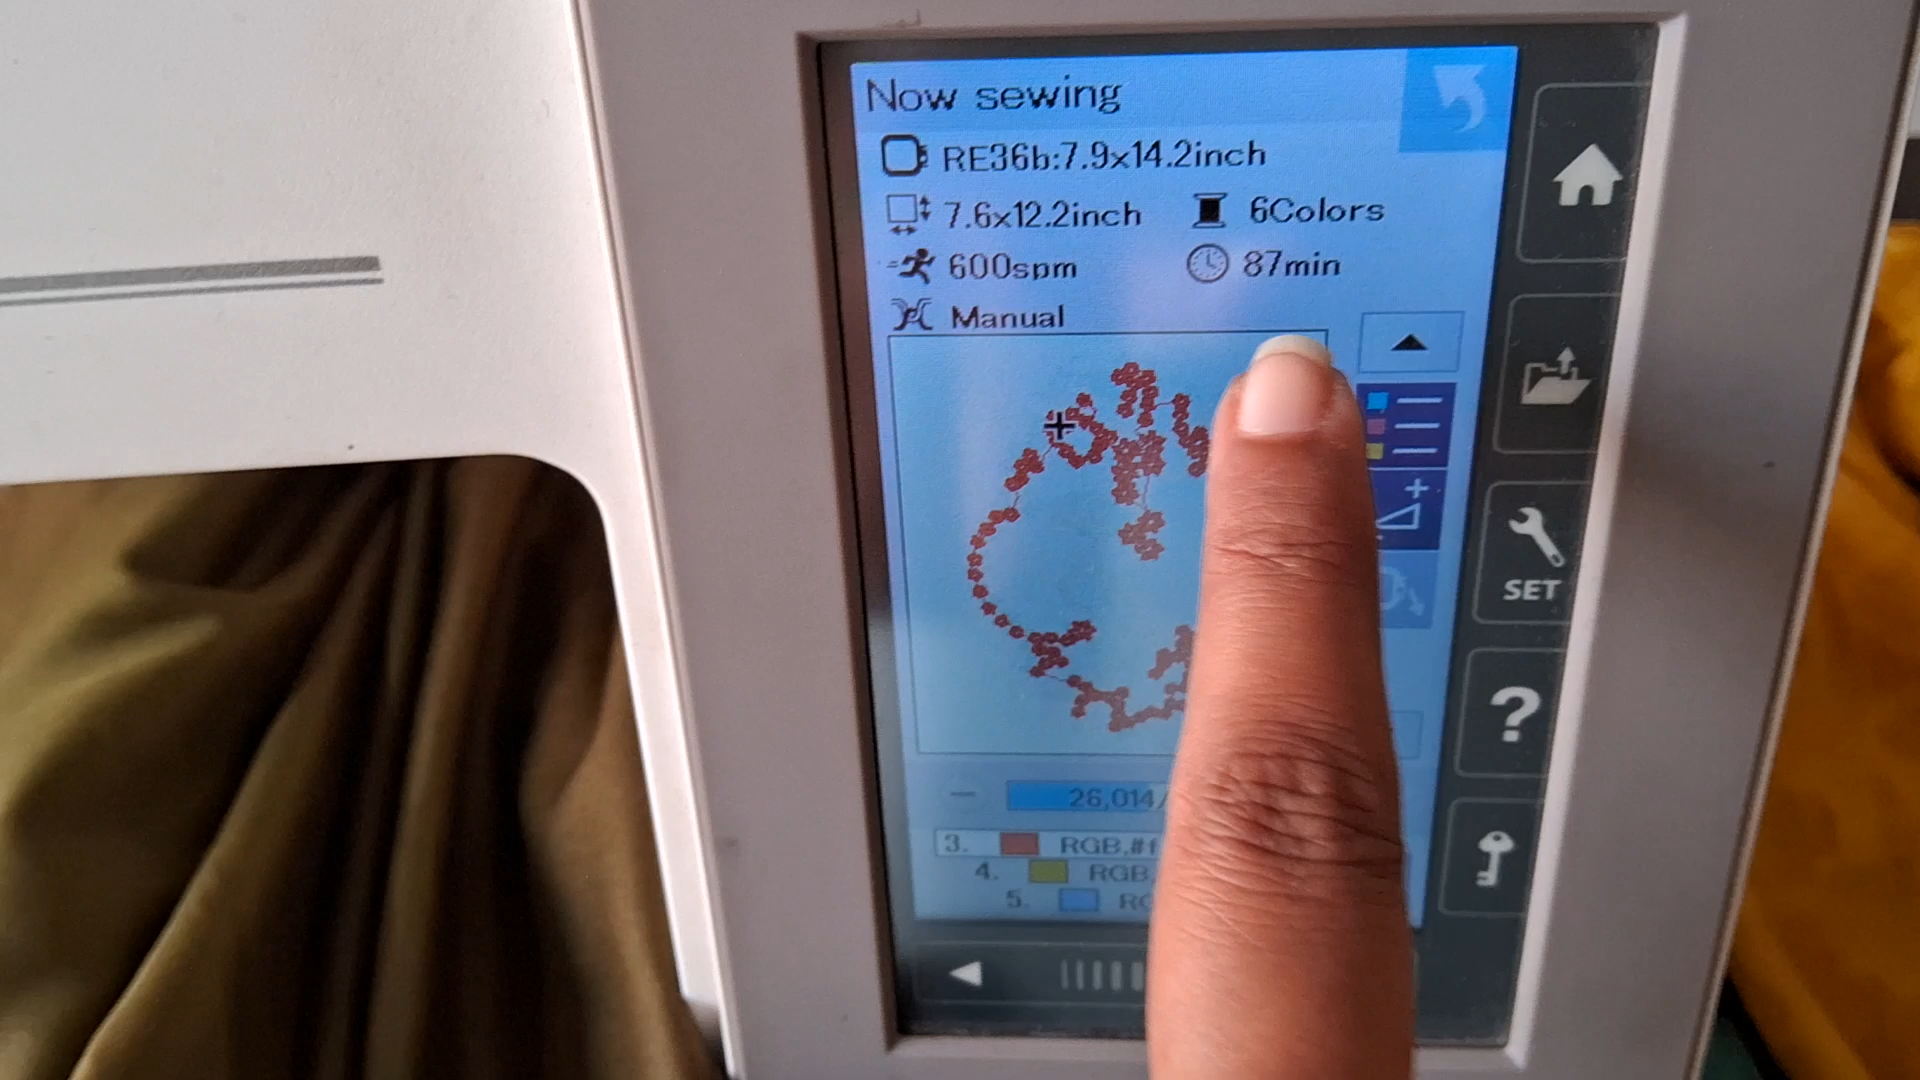 Now sewing
RE36b:7.9x14.2inch
7.6x12.2inch 6Colors
600spm 87min
Manual
26,014/
3. RGB,#f
4. RGB
5.
SET
?